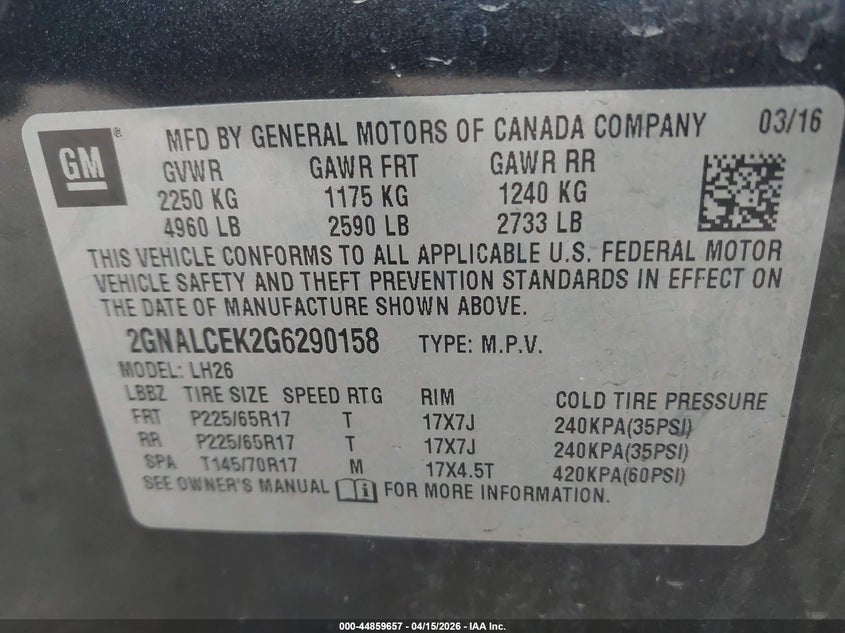 GM®
MFD BY GENERAL MOTORS OF CANADA COMPANY 03/16
GVWR GAWR FRT GAWR RR
2250 KG 1175 KG 1240 KG
4960 LB 2590 LB 2733 LB
THIS VEHICLE CONFORMS TO ALL APPLICABLE U.S. FEDERAL MOTOR
VEHICLE SAFETY AND THEFT PREVENTION STANDARDS IN EFFECT ON
THE DATE OF MANUFACTURE SHOWN ABOVE.
2GNALCEK2G6290158 TYPE: M.P.V.
MODEL: LH26
LBBZ TIRE SIZE SPEED RTG RIM COLD TIRE PRESSURE
FRT P225/65R17 T 17X7J 240KPA(35PSI)
RR P225/65R17 T 17X7J 240KPA(35PSI)
SPA T145/70R17 M 17X4.5T 420KPA(60PSI)
SEE OWNER'S MANUAL FOR MORE INFORMATION.
000-44859657 - 04/15/2026 - IAA Inc.